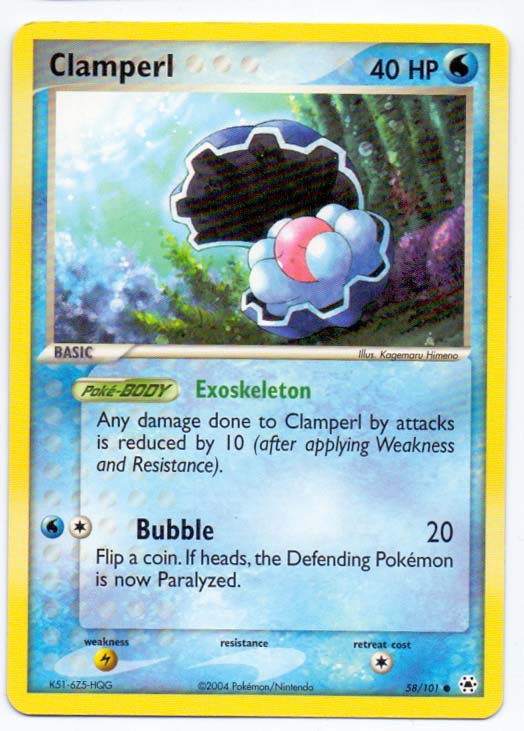 Clamperl
40 HP
BASIC
Illus. Kagemaru Himeno
Poké-BODY Exoskeleton
Any damage done to Clamperl by attacks
is reduced by 10 (after applying Weakness
and Resistance).
Bubble 20
Flip a coin. If heads, the Defending Pokémon
is now Paralyzed.
weakness resistance retreat cost
K51-6Z5-HQG ©2004 Pokémon/Nintendo 58/101